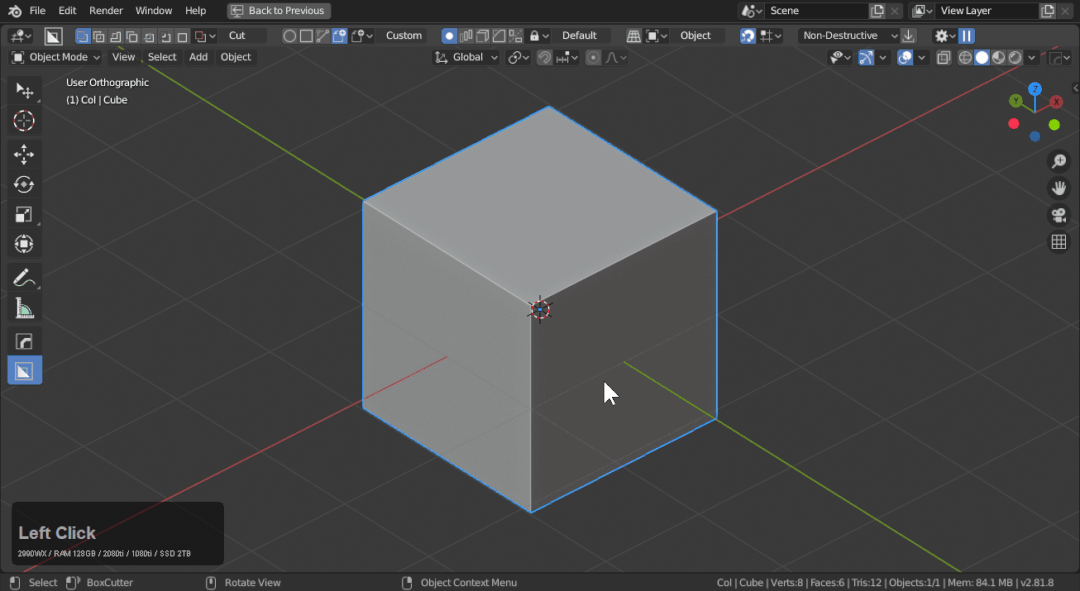 File Edit Render Window Help Back to Previous Scene View Layer
Cut Custom Default Object Non-Destructive
Object Mode View Select Add Object Global
User Orthographic
(1) Col | Cube
Z
Y X
Left Click
2990WX / RAM 128GB / 2080ti / 1080ti / SSD 2TB
Select BoxCutter Rotate View Object Context Menu Col | Cube | Verts:8 | Faces:6 | Tris:12 | Objects:1/1 | Mem: 84.1 MB | v2.81.8